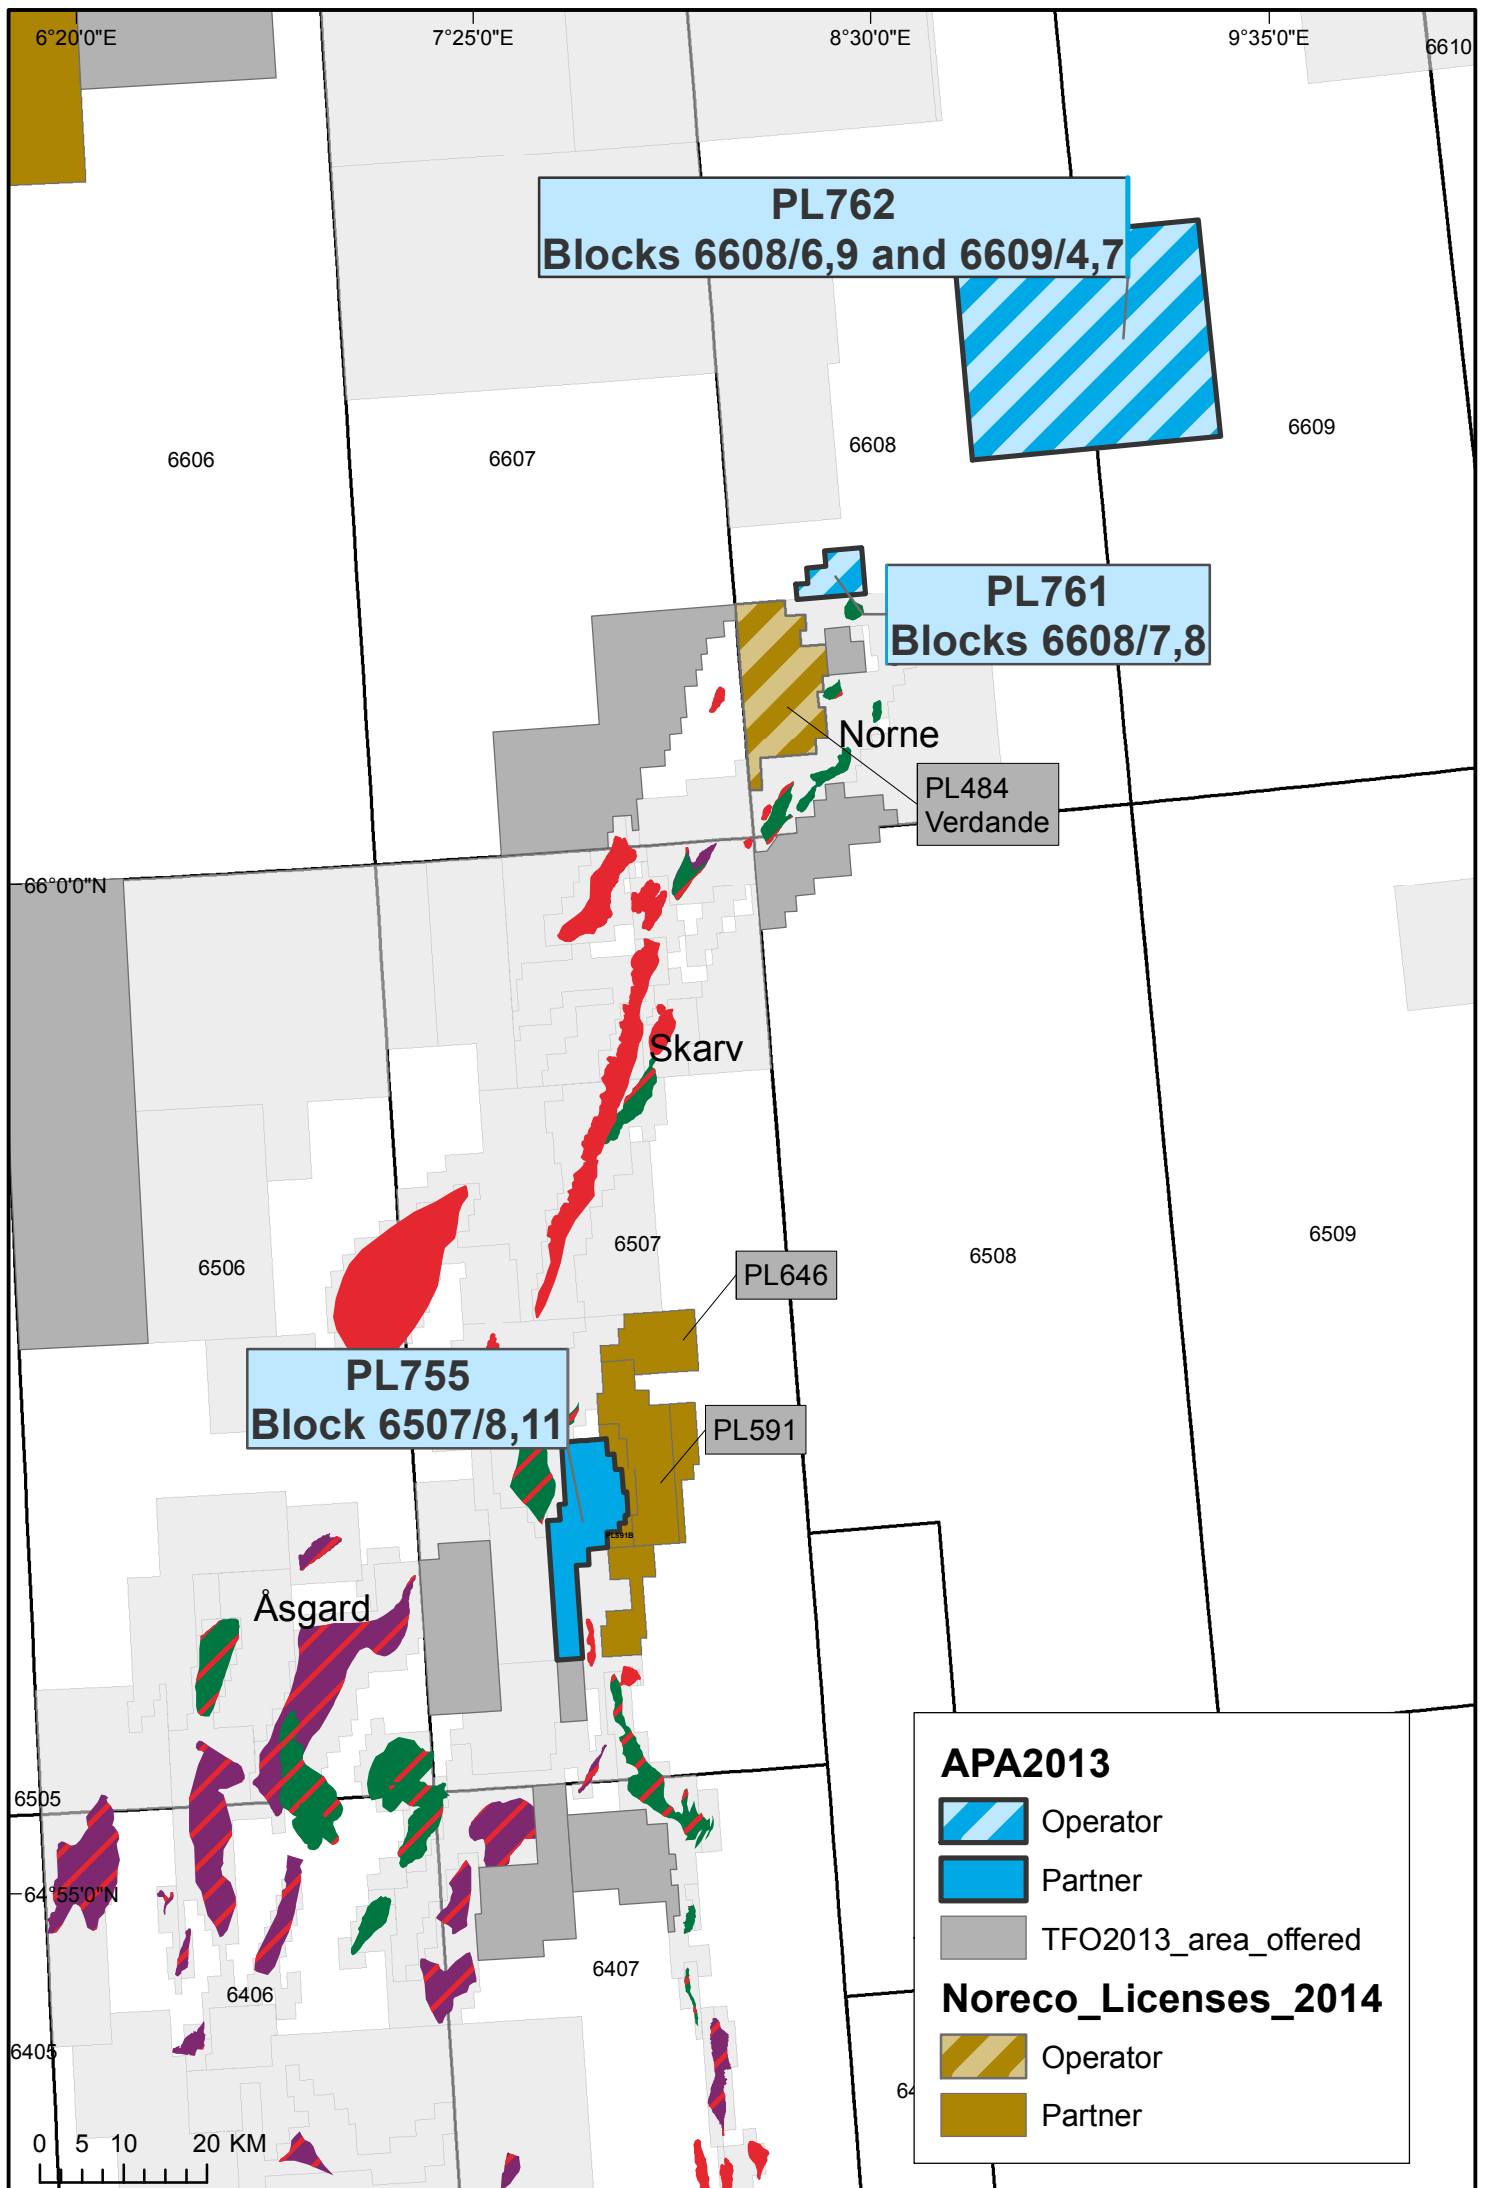 6°20'0"E
7°25'0"E
8°30'0"E
9°35'0"E
6610
PL762
Blocks 6608/6,9 and 6609/4,7
6606
6607
6608
6609
PL761
Blocks 6608/7,8
Norne
PL484
Verdande
66°0'0"N
Skarv
6506
6507
6508
6509
PL646
PL755
Block 6507/8,11
PL591
PL591B
Åsgard
6505
64°55'0"N
6406
6407
6405
0 5 10 20 KM
APA2013
Operator
Partner
TFO2013_area_offered
Noreco_Licenses_2014
Operator
Partner